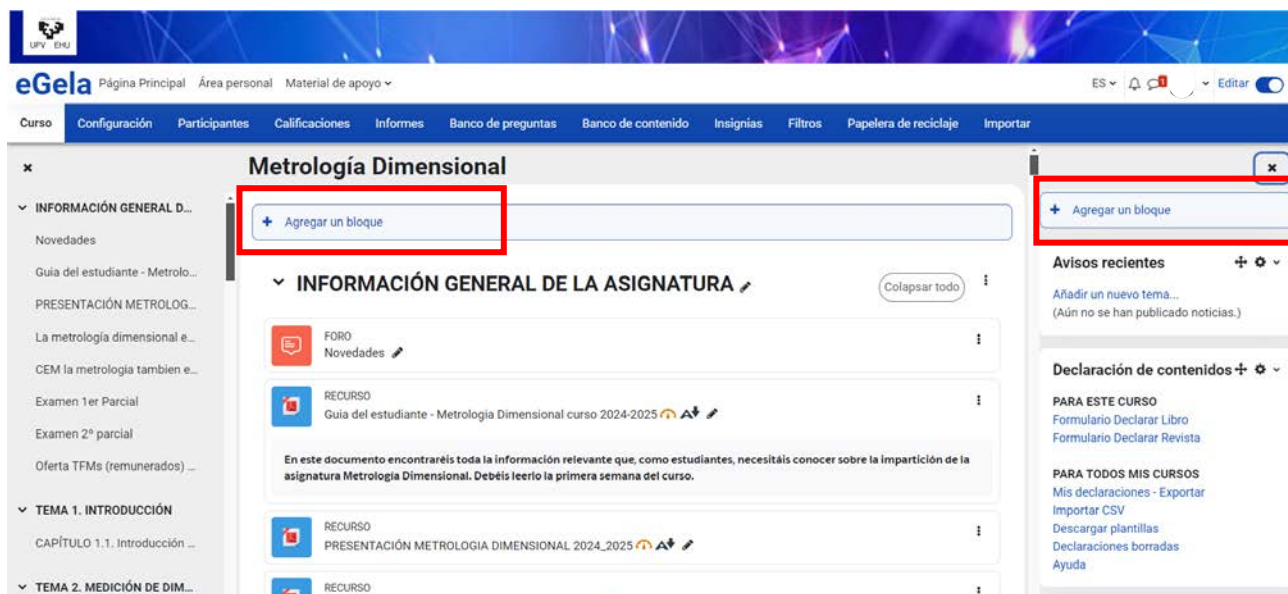 UPV EHU
eGela Página Principal Área personal Material de apoyo ES 1 Editar
Curso Configuración Participantes Calificaciones Informes Banco de preguntas Banco de contenido Insignias Filtros Papelera de reciclaje Importar
INFORMACIÓN GENERAL D...
Novedades
Guia del estudiante - Metrolo...
PRESENTACIÓN METROLOG...
La metrología dimensional e...
CEM la metrologia tambien e...
Examen 1er Parcial
Examen 2º parcial
Oferta TFMs (remunerados) ...
TEMA 1. INTRODUCCIÓN
CAPÍTULO 1.1. Introducción ...
TEMA 2. MEDICIÓN DE DIM...
Metrología Dimensional
+ Agregar un bloque
INFORMACIÓN GENERAL DE LA ASIGNATURA
Colapsar todo
FORO
Novedades
RECURSO
Guia del estudiante - Metrologia Dimensional curso 2024-2025
En este documento encontraréis toda la información relevante que, como estudiantes, necesitáis conocer sobre la impartición de la
asignatura Metrología Dimensional. Debéis leerlo la primera semana del curso.
RECURSO
PRESENTACIÓN METROLOGIA DIMENSIONAL 2024_2025
RECURSO
+ Agregar un bloque
Avisos recientes
Añadir un nuevo tema...
(Aún no se han publicado noticias.)
Declaración de contenidos
PARA ESTE CURSO
Formulario Declarar Libro
Formulario Declarar Revista
PARA TODOS MIS CURSOS
Mis declaraciones - Exportar
Importar CSV
Descargar plantillas
Declaraciones borradas
Ayuda